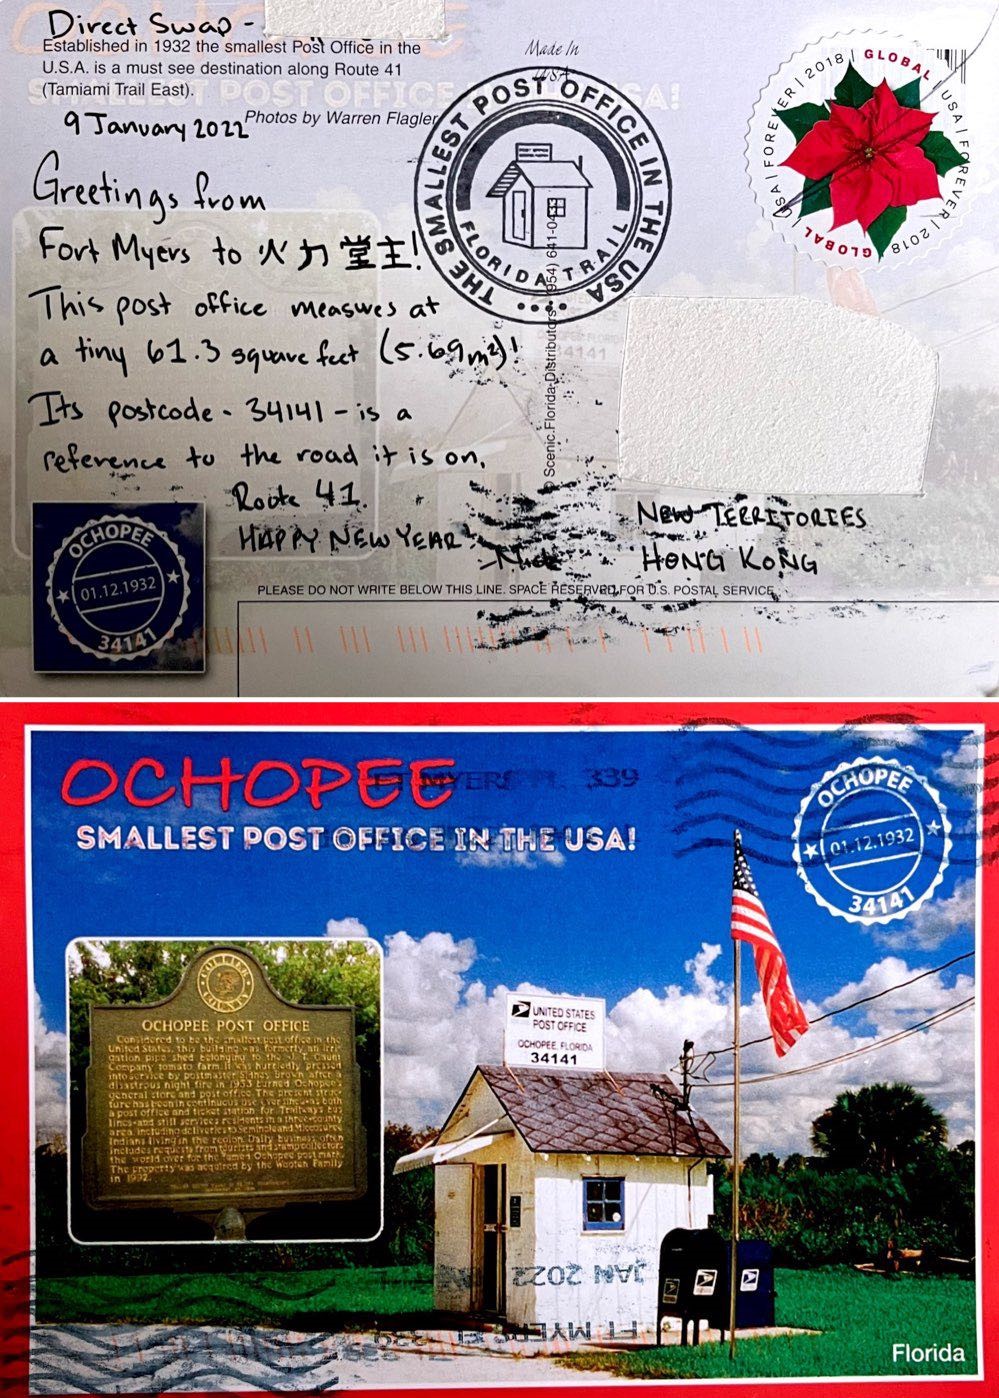 Direct Swap -
Established in 1932 the smallest Post Office in the
U.S.A. is a must see destination along Route 41
(Tamiami Trail East).
Photos by Warren Flagler
9 January 2022
Greetings from
Fort Myers to 火力堂主!
This post office measures at
a tiny 61.3 square feet (5.69m²)!
Its postcode - 34141 - is a
reference to the road it is on,
Route 41.
HAPPY NEW YEAR
- Nick
OCHOPEE
01.12.1932
34141
Made In
USA
THE SMALLEST POST OFFICE IN THE USA
FLORIDA TRAIL
© Scenic Florida Distributors (954) 641-04
USA | FOREVER | 2018 | GLOBAL
USA | FOREVER | 2018 | GLOBAL
NEW TERRITORIES
HONG KONG
PLEASE DO NOT WRITE BELOW THIS LINE. SPACE RESERVED FOR U.S. POSTAL SERVICE
OCHOPEE
SMALLEST POST OFFICE IN THE USA!
FT MYERS FL 339
OCHOPEE
01.12.1932
34141
COLLIER
COUNTY
OCHOPEE POST OFFICE
Considered to be the smallest post office in the
United States, this building was formerly an irri-
gation pipe shed belonging to the J. T. Gaunt
Company tomato farm. It was hurriedly pressed
into service by postmaster Sidney Brown after a
disastrous night fire in 1953 burned Ochopee's
general store and post office. The present struc-
ture has been in continuous use ever since as both
a post office and ticket station for Trailways bus
lines and still services residents in a three-county
area, including deliveries to Seminole and Miccosukee
Indians living in the region. Daily business often
includes requests from tourists and stamp collectors
the world over for the famed Ochopee post mark.
The property was acquired by the Wooten Family
in 1992.
UNITED STATES
POST OFFICE
OCHOPEE, FLORIDA
34141
JAN 2022
FT MYERS FL 339
Florida